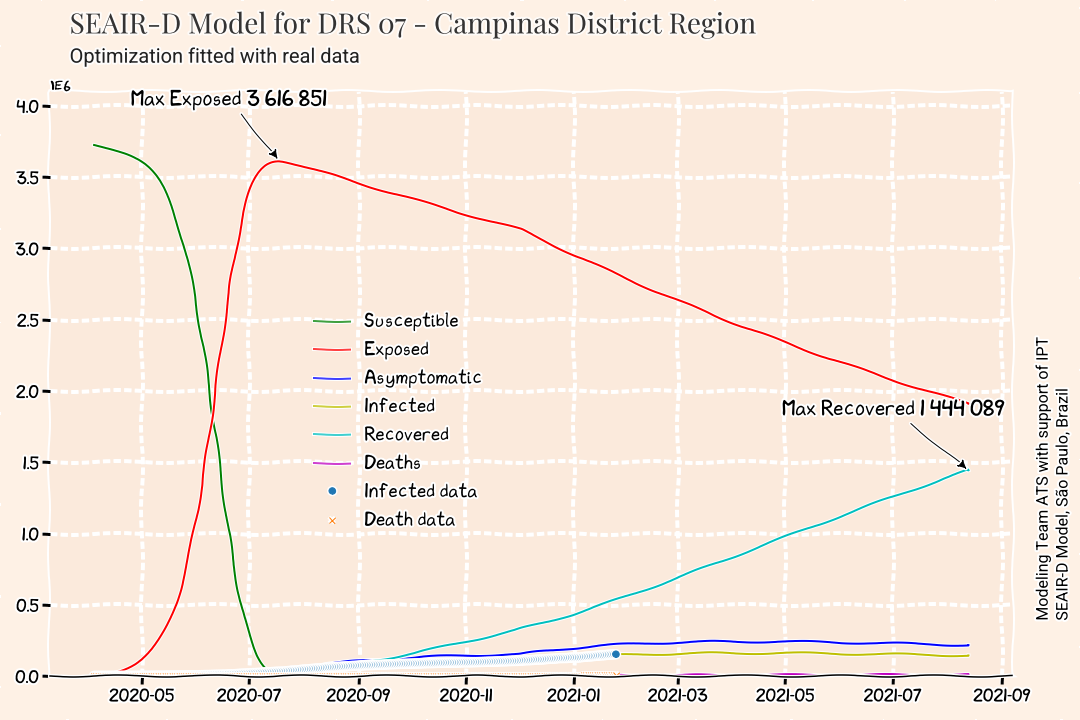 SEAIR-D Model for DRS 07 - Campinas District Region
Optimization fitted with real data
1E6
Max Exposed 3 616 851
4.0
3.5
3.0
2.5
2.0
1.5
1.0
0.5
0.0
Susceptible
Exposed
Asymptomatic
Infected
Recovered
Deaths
Infected data
Death data
Max Recovered 1 444 089
2020-05
2020-07
2020-09
2020-11
2021-01
2021-03
2021-05
2021-07
2021-09
Modeling Team ATS with support of IPT
SEAIR-D Model, São Paulo, Brazil